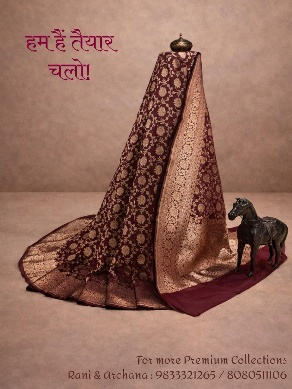 हम हैं तैयार
चलो!
For more Premium Collections
Rani & Archana : 9833321265 / 8080511106